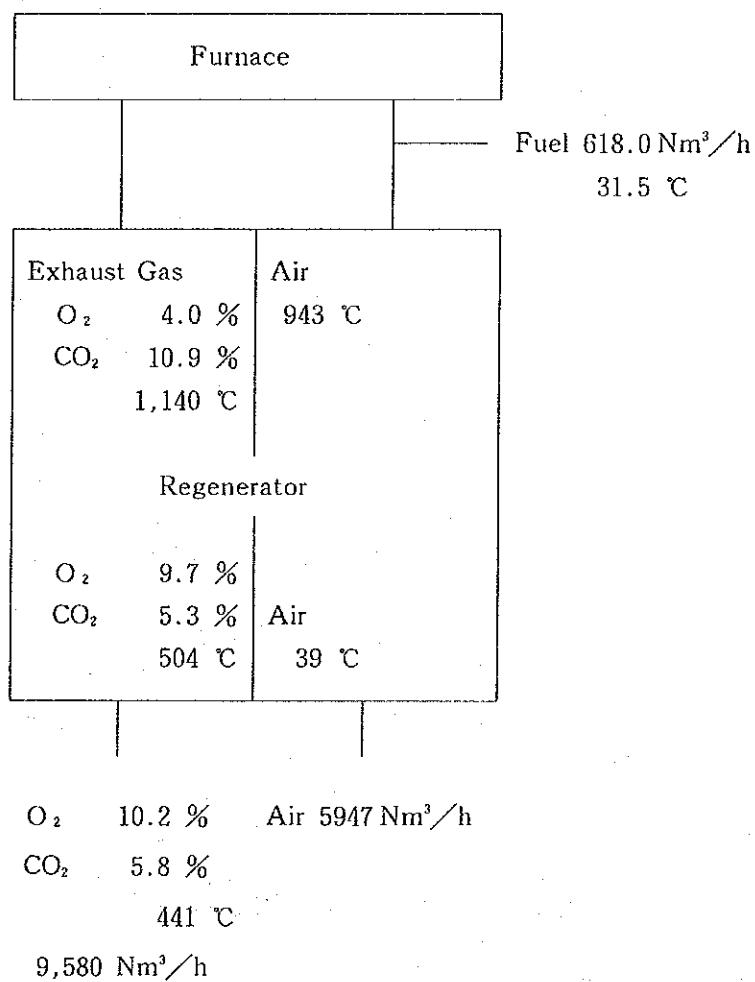 Furnace
Fuel 618.0 Nm³/h
31.5 ℃
Exhaust Gas Air
O₂ 4.0 % 943 ℃
CO₂ 10.9 %
1,140 ℃
Regenerator
O₂ 9.7 %
CO₂ 5.3 % Air
504 ℃ 39 ℃
O₂ 10.2 % Air 5947 Nm³/h
CO₂ 5.8 %
441 ℃
9,580 Nm³/h